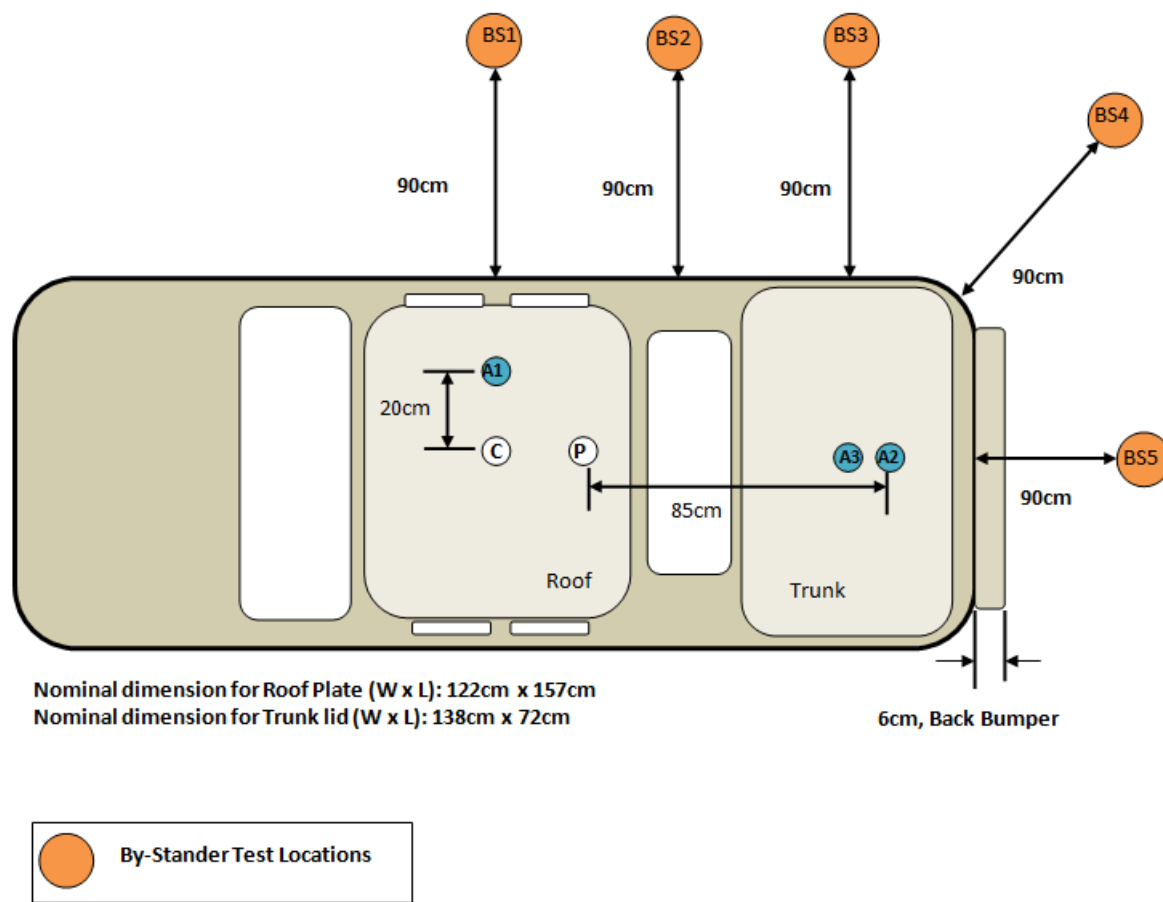 BS1
BS2
BS3
BS4
90cm
90cm
90cm
90cm
A1
20cm
C
P
A3
A2
BS5
85cm
90cm
Roof
Trunk
Nominal dimension for Roof Plate (W x L): 122cm x 157cm
Nominal dimension for Trunk lid (W x L): 138cm x 72cm
6cm, Back Bumper
By-Stander Test Locations